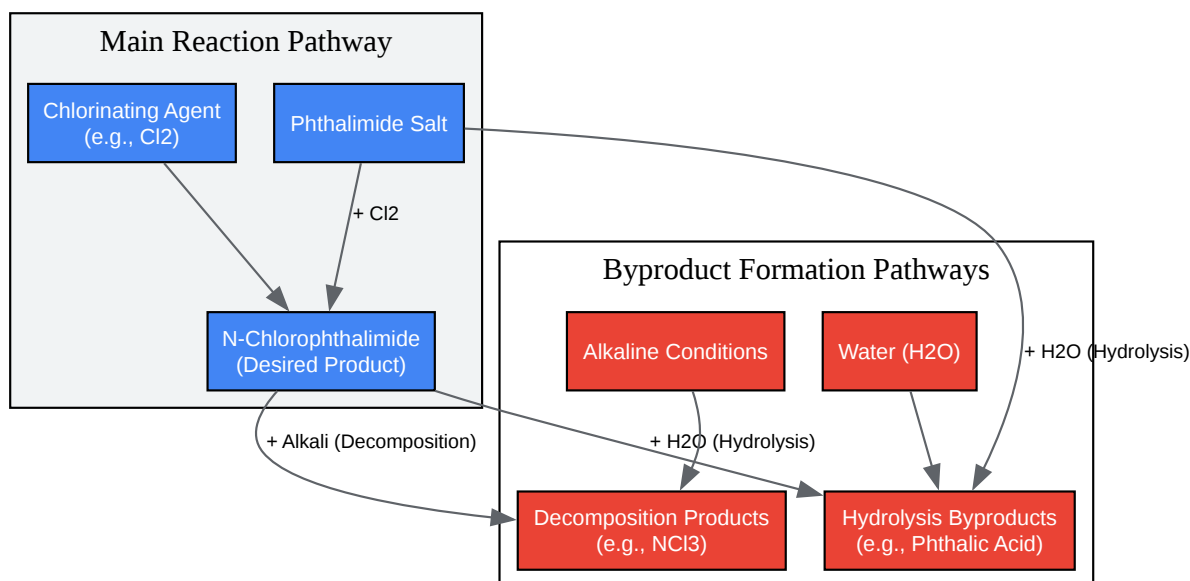 Main Reaction Pathway
Chlorinating Agent
(e.g., Cl2)
Phthalimide Salt
+ Cl2
N-Chlorophthalimide
(Desired Product)
Byproduct Formation Pathways
Alkaline Conditions
Water (H2O)
+ H2O (Hydrolysis)
+ Alkali (Decomposition)
+ H2O (Hydrolysis)
Decomposition Products
(e.g., NCl3)
Hydrolysis Byproducts
(e.g., Phthalic Acid)